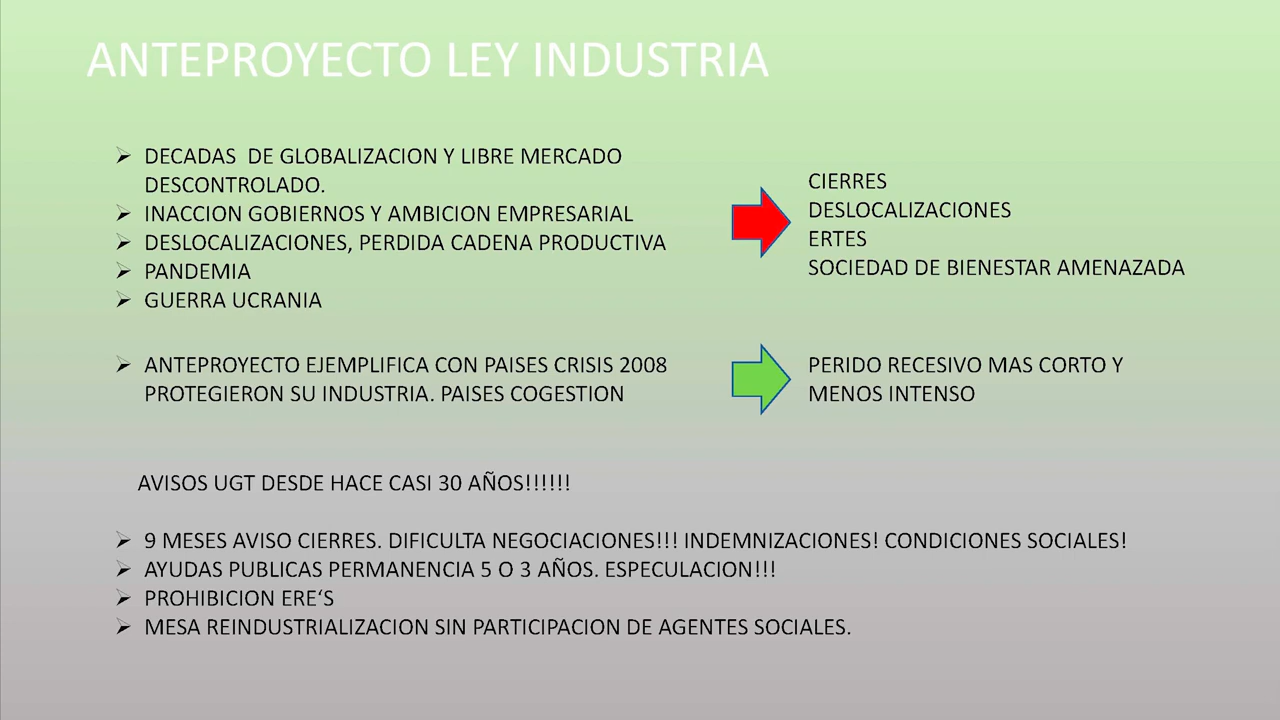 ANTEPROYECTO LEY INDUSTRIA
DECADAS DE GLOBALIZACION Y LIBRE MERCADO
DESCONTROLADO.
INACCION GOBIERNOS Y AMBICION EMPRESARIAL
DESLOCALIZACIONES, PERDIDA CADENA PRODUCTIVA
PANDEMIA
GUERRA UCRANIA
CIERRES
DESLOCALIZACIONES
ERTES
SOCIEDAD DE BIENESTAR AMENAZADA
ANTEPROYECTO EJEMPLIFICA CON PAISES CRISIS 2008
PROTEGIERON SU INDUSTRIA. PAISES COGESTION
PERIDO RECESIVO MAS CORTO Y
MENOS INTENSO
AVISOS UGT DESDE HACE CASI 30 AÑOS!!!!!!
9 MESES AVISO CIERRES. DIFICULTA NEGOCIACIONES!!! INDEMNIZACIONES! CONDICIONES SOCIALES!
AYUDAS PUBLICAS PERMANENCIA 5 O 3 AÑOS. ESPECULACION!!!
PROHIBICION ERE‘S
MESA REINDUSTRIALIZACION SIN PARTICIPACION DE AGENTES SOCIALES.